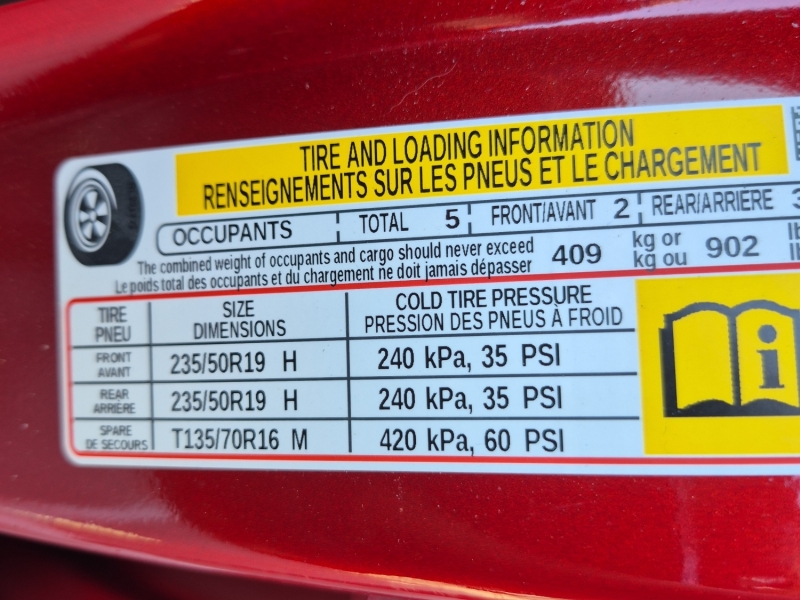 TIRE AND LOADING INFORMATION
RENSEIGNEMENTS SUR LES PNEUS ET LE CHARGEMENT
OCCUPANTS TOTAL 5 FRONT/AVANT 2 REAR/ARRIÈRE 3
The combined weight of occupants and cargo should never exceed 409 kg or 902 lb
Le poids total des occupants et du chargement ne doit jamais dépasser kg ou lb
TIRE SIZE COLD TIRE PRESSURE
PNEU DIMENSIONS PRESSION DES PNEUS À FROID
FRONT
AVANT 235/50R19 H 240 kPa, 35 PSI
REAR
ARRIÈRE 235/50R19 H 240 kPa, 35 PSI
SPARE
DE SECOURS T135/70R16 M 420 kPa, 60 PSI